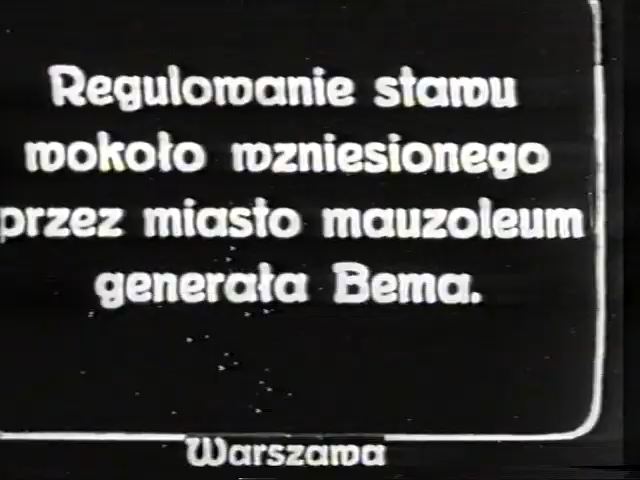 Regulowanie stawu
wokoło wzniesionego
przez miasto mauzoleum
generała Bema.
Warszawa